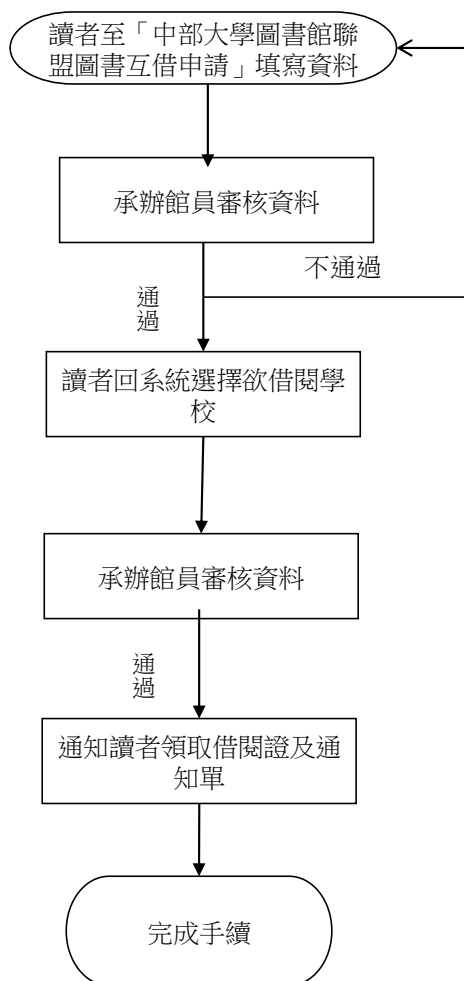 讀者至「中部大學圖書館聯
盟圖書互借申請」填寫資料
承辦館員審核資料
不通過
通過
讀者回系統選擇欲借閱學
校
承辦館員審核資料
通過
通知讀者領取借閱證及通
知單
完成手續